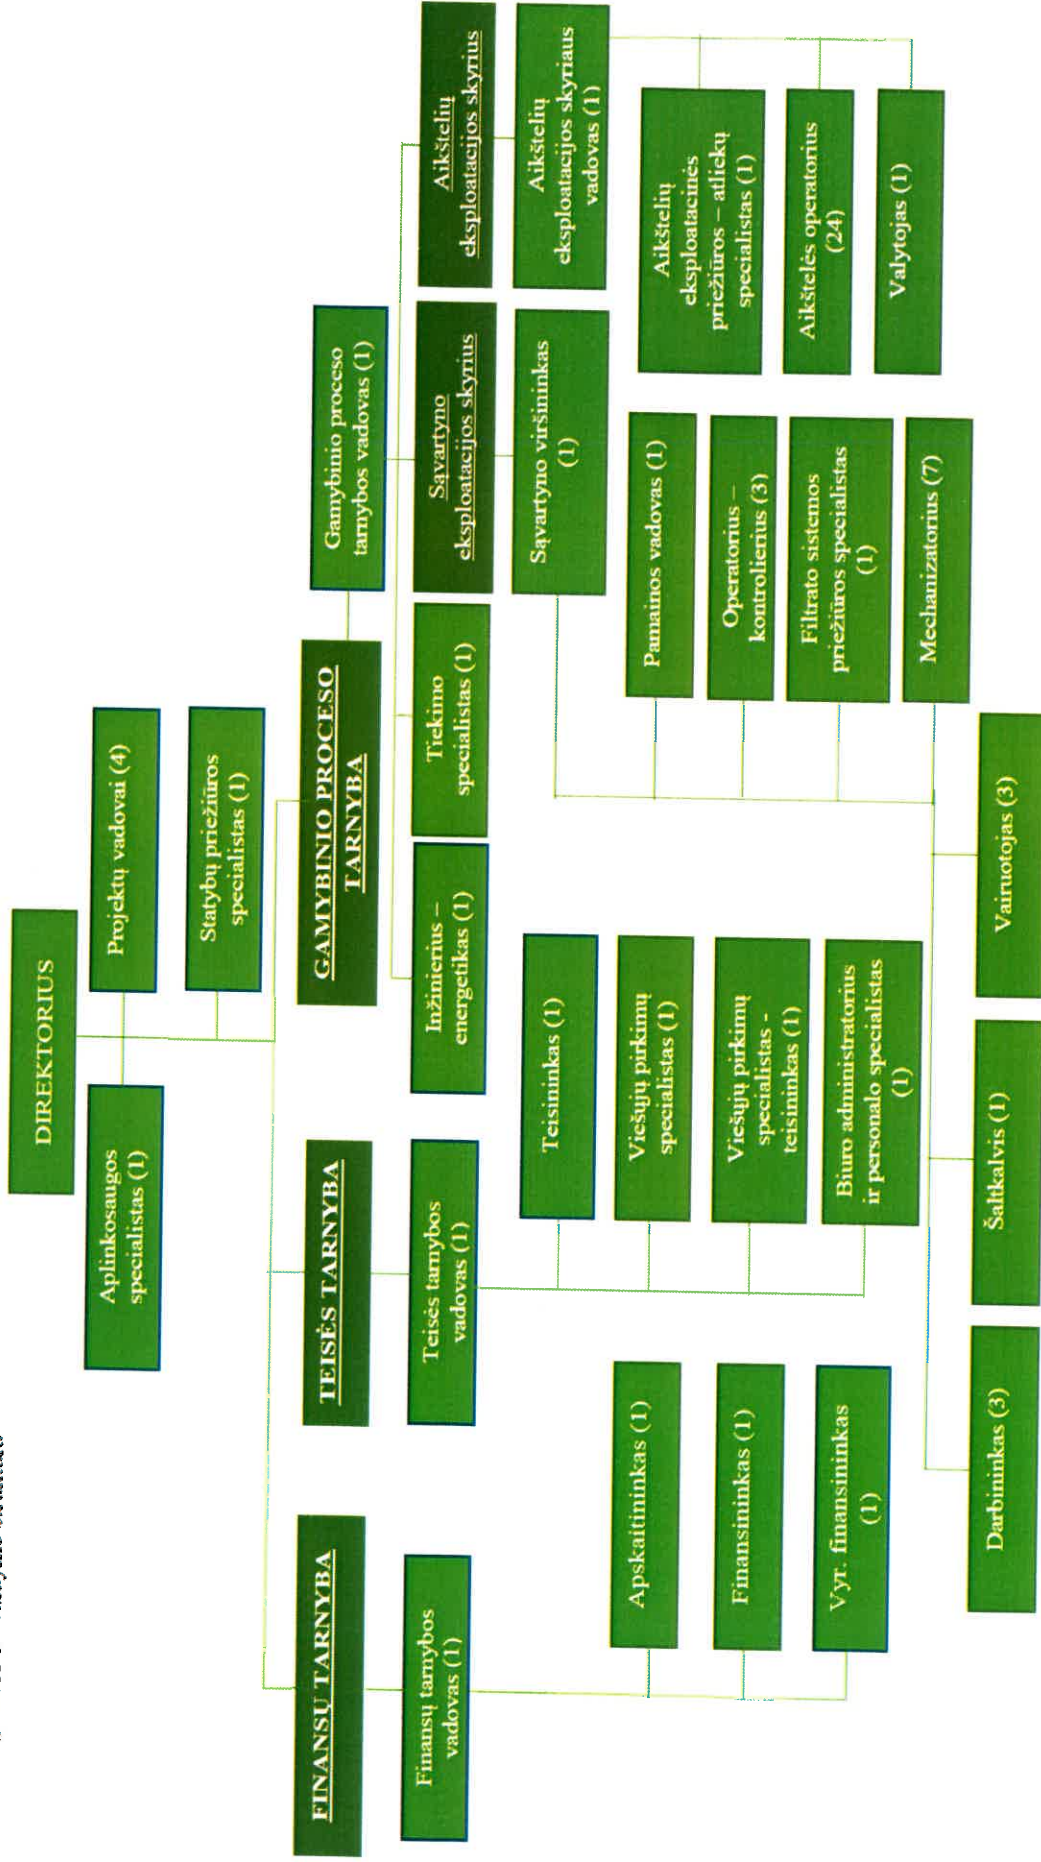 DIREKTORIUS
Aplinkosaugos
specialistas (1)
Projektų vadovai (4)
Statybų priežiūros
specialistas (1)
FINANSŲ TARNYBA
TEISĖS TARNYBA
GAMYBINIO PROCESO
TARNYBA
Gamybinio proceso
tarnybos vadovas (1)
Finansų tarnybos
vadovas (1)
Teisės tarnybos
vadovas (1)
Inžinierius –
energetikas (1)
Tiekimo
specialistas (1)
Sąvartyno
eksploatacijos skyrius
Aikštelių
eksploatacijos skyrius
Sąvartyno viršininkas
(1)
Aikštelių
eksploatacijos skyriaus
vadovas (1)
Apskaitininkas (1)
Finansininkas (1)
Vyr. finansininkas
(1)
Teisininkas (1)
Viešųjų pirkimų
specialistas (1)
Viešųjų pirkimų
specialistas -
teisininkas (1)
Biuro administratorius
ir personalo specialistas
(1)
Pamainos vadovas (1)
Operatorius –
kontrolierius (3)
Filtrato sistemos
priežiūros specialistas
(1)
Mechanizatorius (7)
Aikštelių
eksploatacinės
priežiūros – atliekų
specialistas (1)
Aikštelės operatorius
(24)
Valytojas (1)
Darbininkas (3)
Šaltkalvis (1)
Vairuotojas (3)